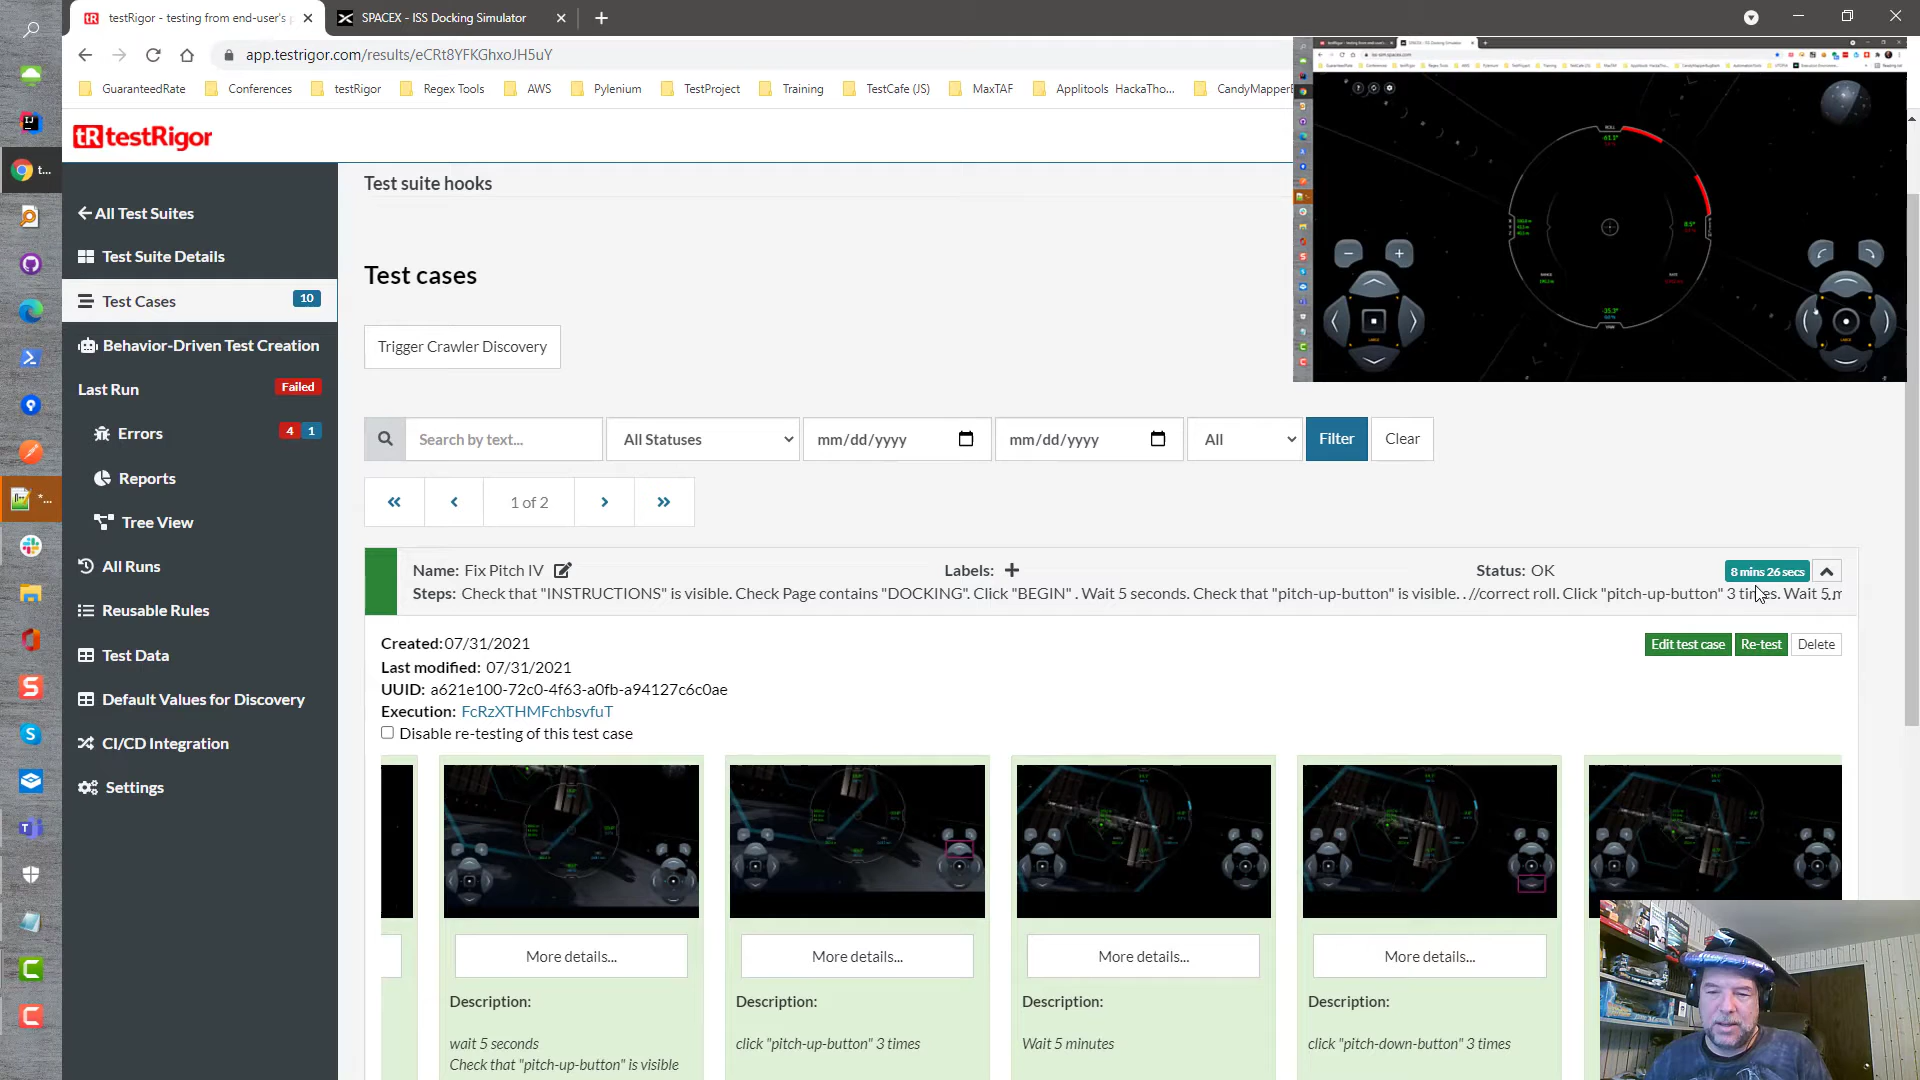 testRigor - testing from end-user's
SPACEX - ISS Docking Simulator
app.testrigor.com/results/eCRt8YFKGhxoJH5uY
GuaranteedRate
Conferences
testRigor
Regex Tools
AWS
Pylenium
TestProject
Training
TestCafe (JS)
MaxTAF
Applitools HackaTho...
CandyMapper
tR testRigor
All Test Suites
Test Suite Details
Test Cases
10
Behavior-Driven Test Creation
Last Run
Failed
Errors
4 1
Reports
Tree View
All Runs
Reusable Rules
Test Data
Default Values for Discovery
CI/CD Integration
Settings
Test suite hooks
Test cases
Trigger Crawler Discovery
Search by text...
All Statuses
mm/dd/yyyy
mm/dd/yyyy
All
Filter
Clear
1 of 2
Name: Fix Pitch IV
Labels:
Status: OK
8 mins 26 secs
Steps: Check that "INSTRUCTIONS" is visible. Check Page contains "DOCKING". Click "BEGIN" . Wait 5 seconds. Check that "pitch-up-button" is visible. . //correct roll. Click "pitch-up-button" 3 times. Wait 5 m
Created: 07/31/2021
Last modified: 07/31/2021
UUID: a621e100-72c0-4f63-a0fb-a94127c6c0ae
Execution: FcRzXTHMFchbsvfuT
Disable re-testing of this test case
Edit test case
Re-test
Delete
More details...
More details...
More details...
More details...
Description:
Description:
Description:
Description:
wait 5 seconds
Check that "pitch-up-button" is visible
click "pitch-up-button" 3 times
Wait 5 minutes
click "pitch-down-button" 3 times